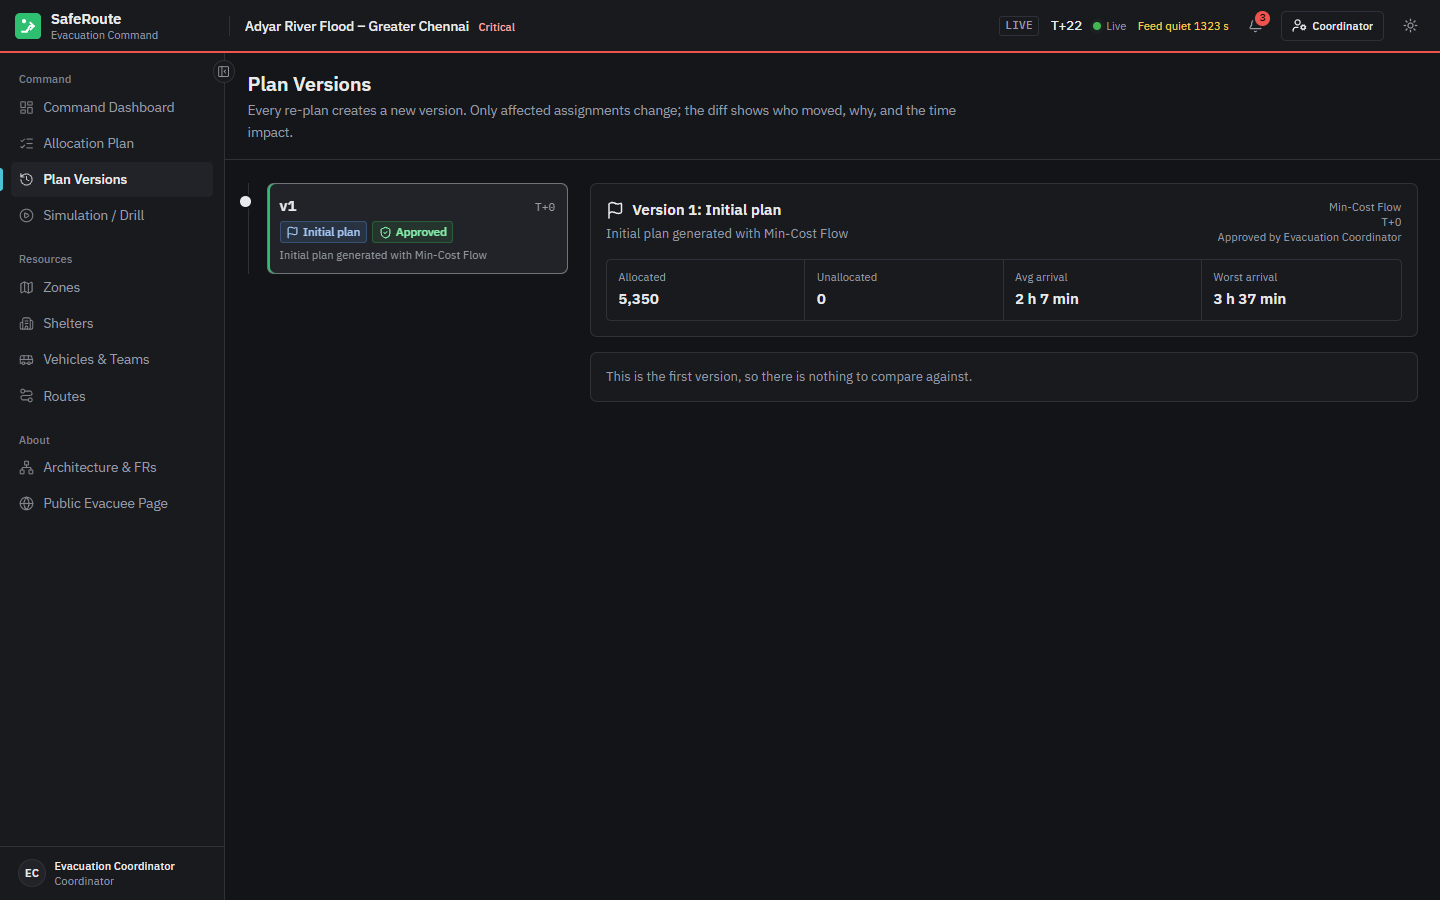 SafeRoute
Evacuation Command
Adyar River Flood – Greater Chennai Critical
LIVE T+22 Live Feed quiet 1323 s 3 Coordinator
Command
Command Dashboard
Allocation Plan
Plan Versions
Simulation / Drill
Resources
Zones
Shelters
Vehicles & Teams
Routes
About
Architecture & FRs
Public Evacuee Page
EC
Evacuation Coordinator
Coordinator
Plan Versions
Every re-plan creates a new version. Only affected assignments change; the diff shows who moved, why, and the time
impact.
v1 T+0
Initial plan Approved
Initial plan generated with Min-Cost Flow
Version 1: Initial plan
Initial plan generated with Min-Cost Flow
Min-Cost Flow
T+0
Approved by Evacuation Coordinator
Allocated Unallocated Avg arrival Worst arrival
5,350 0 2 h 7 min 3 h 37 min
This is the first version, so there is nothing to compare against.